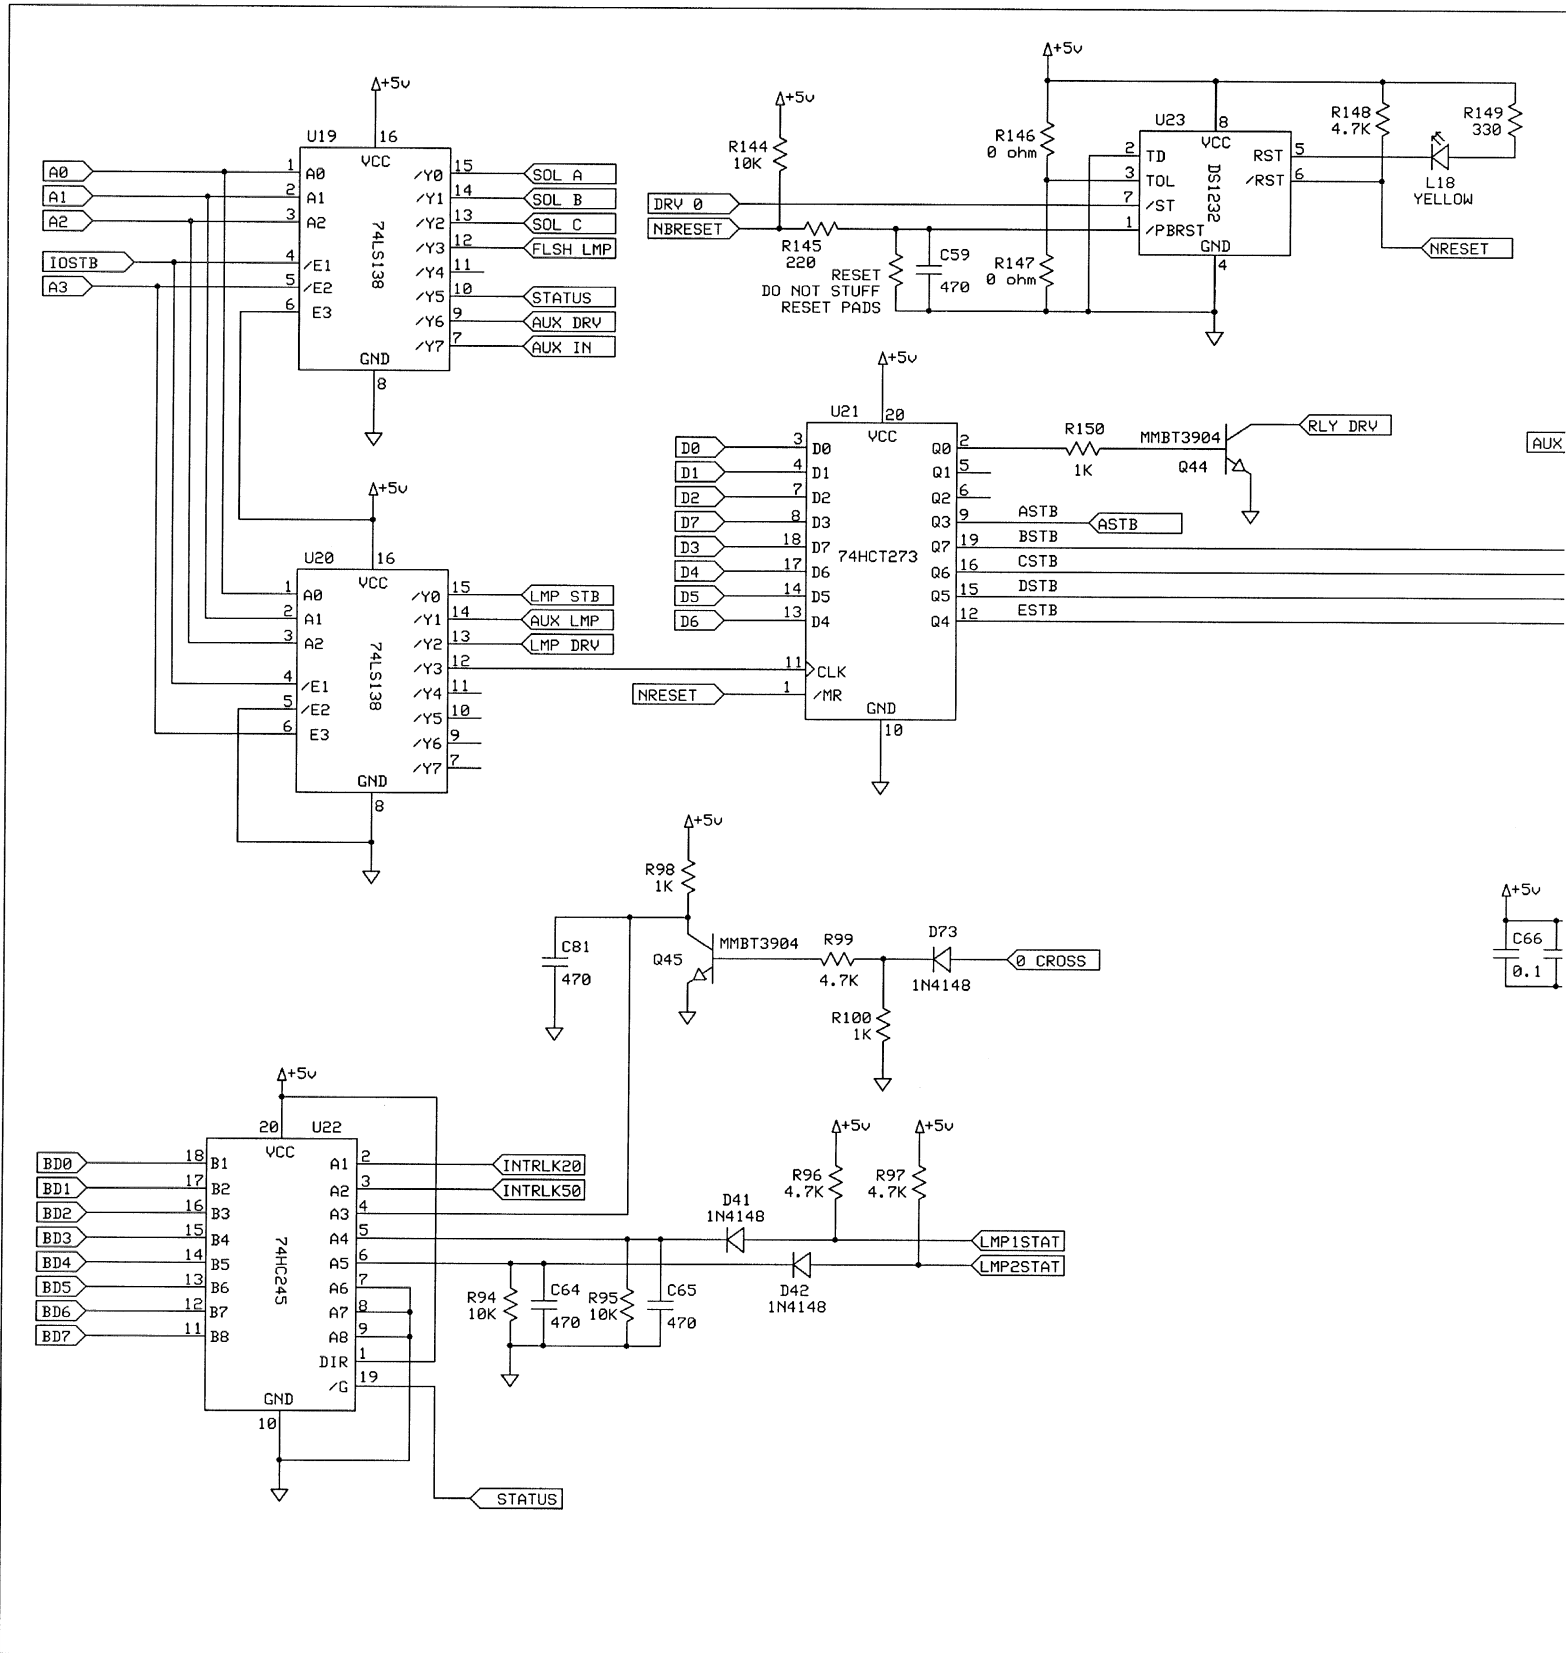 +5v
U19
16
VCC
A0
1
A0
/Y0
15
SOL A
A1
2
A1
/Y1
14
SOL B
A2
3
A2
/Y2
13
SOL C
/Y3
12
FLSH LMP
IOSTB
4
/E1
/Y4
11
A3
5
/E2
/Y5
10
STATUS
6
E3
/Y6
9
AUX DRV
/Y7
7
AUX IN
74LS138
GND
8
+5v
U20
16
VCC
1
A0
/Y0
15
LMP STB
2
A1
/Y1
14
AUX LMP
3
A2
/Y2
13
LMP DRV
/Y3
12
4
/E1
/Y4
11
5
/E2
/Y5
10
6
E3
/Y6
9
/Y7
7
74LS138
GND
8
+5v
R144
10K
DRV 0
NBRESET
R145
220
RESET
DO NOT STUFF
RESET PADS
C59
470
+5v
R146
0 ohm
R147
0 ohm
U23
8
VCC
2
TD
RST
5
3
TOL
/RST
6
7
/ST
1
/PBRST
DS1232
GND
4
R148
4.7K
R149
330
L18
YELLOW
NRESET
+5v
U21
20
VCC
D0
3
D0
Q0
2
D1
4
D1
Q1
5
D2
7
D2
Q2
6
D7
8
D3
Q3
9
ASTB
ASTB
D3
18
D7
Q7
19
BSTB
D4
17
D6
Q6
16
CSTB
D5
14
D5
Q5
15
DSTB
D6
13
D4
Q4
12
ESTB
74HCT273
11
CLK
NRESET
1
/MR
GND
10
R150
1K
MMBT3904
Q44
RLY DRV
AUX
+5v
R98
1K
C81
470
Q45
MMBT3904
R99
4.7K
D73
1N4148
0 CROSS
R100
1K
+5v
C66
0.1
+5v
20
U22
VCC
BD0
18
B1
A1
2
INTRLK20
BD1
17
B2
A2
3
INTRLK50
BD2
16
B3
A3
4
BD3
15
B4
A4
5
BD4
14
B5
A5
6
BD5
13
B6
A6
7
BD6
12
B7
A7
8
BD7
11
B8
A8
9
DIR
1
/G
19
74HC245
GND
10
STATUS
+5v
+5v
R96
4.7K
R97
4.7K
D41
1N4148
LMP1STAT
LMP2STAT
D42
1N4148
R94
10K
C64
470
R95
10K
C65
470